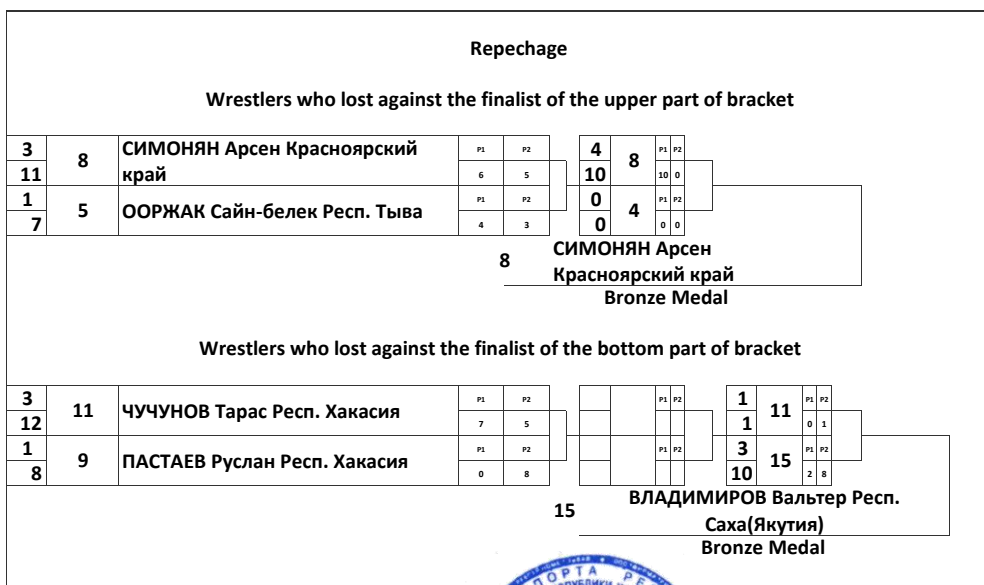 Repechage
Wrestlers who lost against the finalist of the upper part of bracket
3 8 СИМОНЯН Арсен Красноярский P1 P2 4 8 P1 P2
11 край 6 5 10 10 0
1 5 ООРЖАК Сайн-белек Респ. Тыва P1 P2 0 4 P1 P2
7 4 3 0 0 0
8 СИМОНЯН Арсен
Красноярский край
Bronze Medal
Wrestlers who lost against the finalist of the bottom part of bracket
3 11 ЧУЧУНОВ Тарас Респ. Хакасия P1 P2 P1 P2 1 11 P1 P2
12 7 5 1 0 1
1 9 ПАСТАЕВ Руслан Респ. Хакасия P1 P2 P1 P2 3 15 P1 P2
8 0 8 10 2 8
15 ВЛАДИМИРОВ Вальтер Респ.
Саха(Якутия)
Bronze Medal